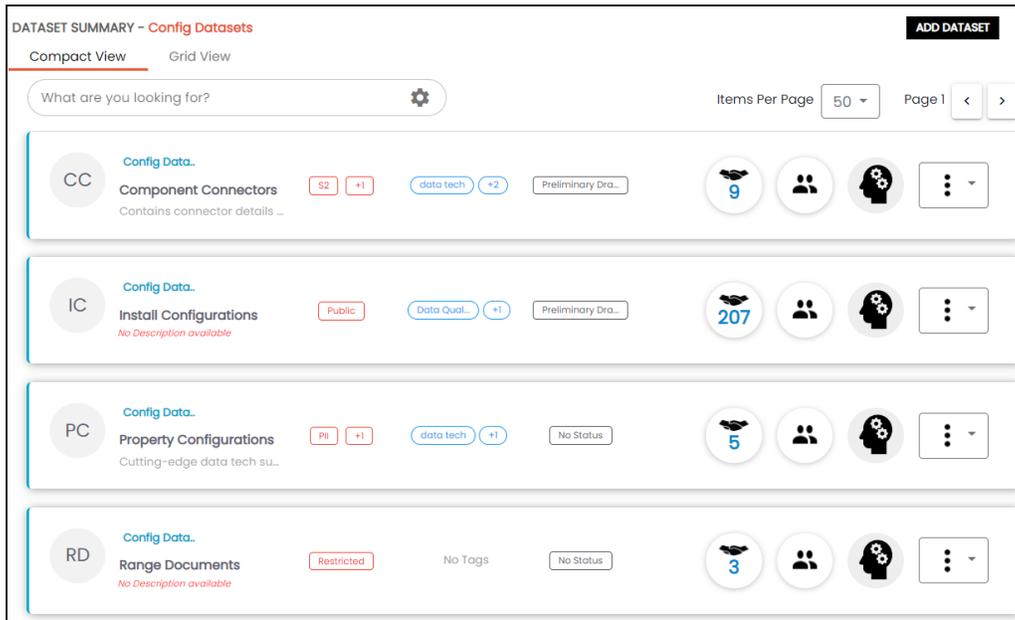 DATASET SUMMARY - Config Datasets
ADD DATASET
Compact View
Grid View
What are you looking for?
Items Per Page
50
Page 1
CC
Config Data..
Component Connectors
Contains connector details ...
S2
+1
data tech
+2
Preliminary Dra...
9
IC
Config Data..
Install Configurations
No Description available
Public
Data Qual...
+1
Preliminary Dra...
207
PC
Config Data..
Property Configurations
Cutting-edge data tech su...
PII
+1
data tech
+1
No Status
5
RD
Config Data..
Range Documents
No Description available
Restricted
No Tags
No Status
3